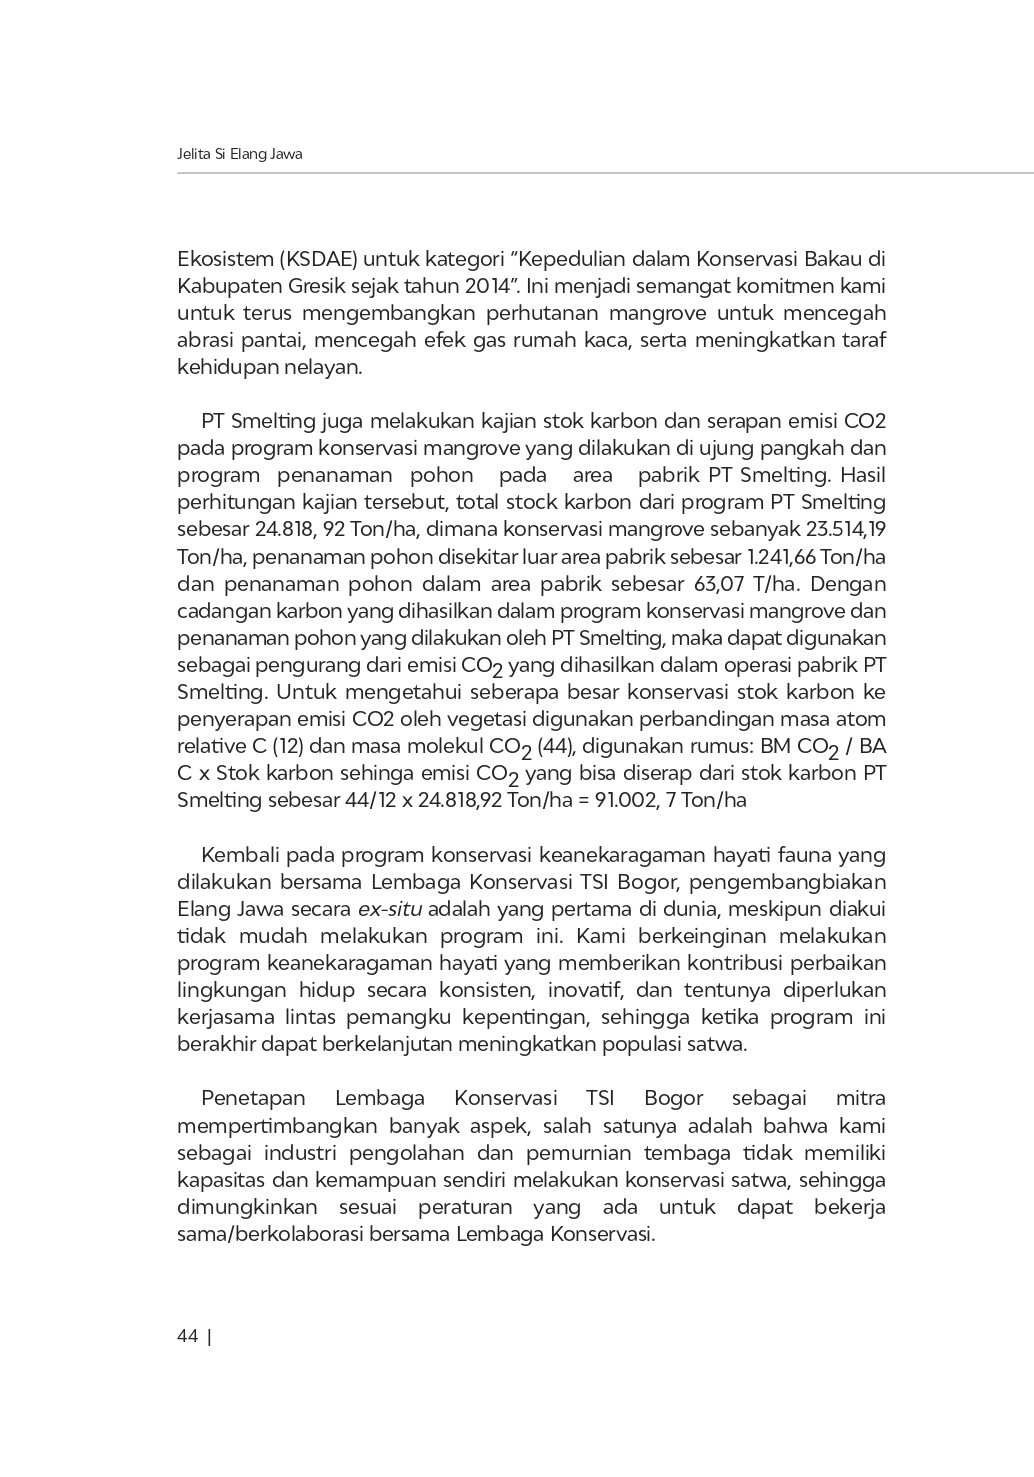 Jelita Si Elang Jawa
Ekosistem (KSDAE) untuk kategori “Kepedulian dalam Konservasi Bakau di
Kabupaten Gresik sejak tahun 2014”. Ini menjadi semangat komitmen kami
untuk terus mengembangkan perhutanan mangrove untuk mencegah
abrasi pantai, mencegah efek gas rumah kaca, serta meningkatkan taraf
kehidupan nelayan.
PT Smelting juga melakukan kajian stok karbon dan serapan emisi CO2
pada program konservasi mangrove yang dilakukan di ujung pangkah dan
program penanaman pohon pada area pabrik PT Smelting. Hasil
perhitungan kajian tersebut, total stock karbon dari program PT Smelting
sebesar 24.818, 92 Ton/ha, dimana konservasi mangrove sebanyak 23.514,19
Ton/ha, penanaman pohon disekitar luar area pabrik sebesar 1.241,66 Ton/ha
dan penanaman pohon dalam area pabrik sebesar 63,07 T/ha. Dengan
cadangan karbon yang dihasilkan dalam program konservasi mangrove dan
penanaman pohon yang dilakukan oleh PT Smelting, maka dapat digunakan
sebagai pengurang dari emisi CO2 yang dihasilkan dalam operasi pabrik PT
Smelting. Untuk mengetahui seberapa besar konservasi stok karbon ke
penyerapan emisi CO2 oleh vegetasi digunakan perbandingan masa atom
relative C (12) dan masa molekul CO2 (44), digunakan rumus: BM CO2 / BA
C x Stok karbon sehinga emisi CO2 yang bisa diserap dari stok karbon PT
Smelting sebesar 44/12 x 24.818,92 Ton/ha = 91.002, 7 Ton/ha
Kembali pada program konservasi keanekaragaman hayati fauna yang
dilakukan bersama Lembaga Konservasi TSI Bogor, pengembangbiakan
Elang Jawa secara ex-situ adalah yang pertama di dunia, meskipun diakui
tidak mudah melakukan program ini. Kami berkeinginan melakukan
program keanekaragaman hayati yang memberikan kontribusi perbaikan
lingkungan hidup secara konsisten, inovatif, dan tentunya diperlukan
kerjasama lintas pemangku kepentingan, sehingga ketika program ini
berakhir dapat berkelanjutan meningkatkan populasi satwa.
Penetapan Lembaga Konservasi TSI Bogor sebagai mitra
mempertimbangkan banyak aspek, salah satunya adalah bahwa kami
sebagai industri pengolahan dan pemurnian tembaga tidak memiliki
kapasitas dan kemampuan sendiri melakukan konservasi satwa, sehingga
dimungkinkan sesuai peraturan yang ada untuk dapat bekerja
sama/berkolaborasi bersama Lembaga Konservasi.
44 |